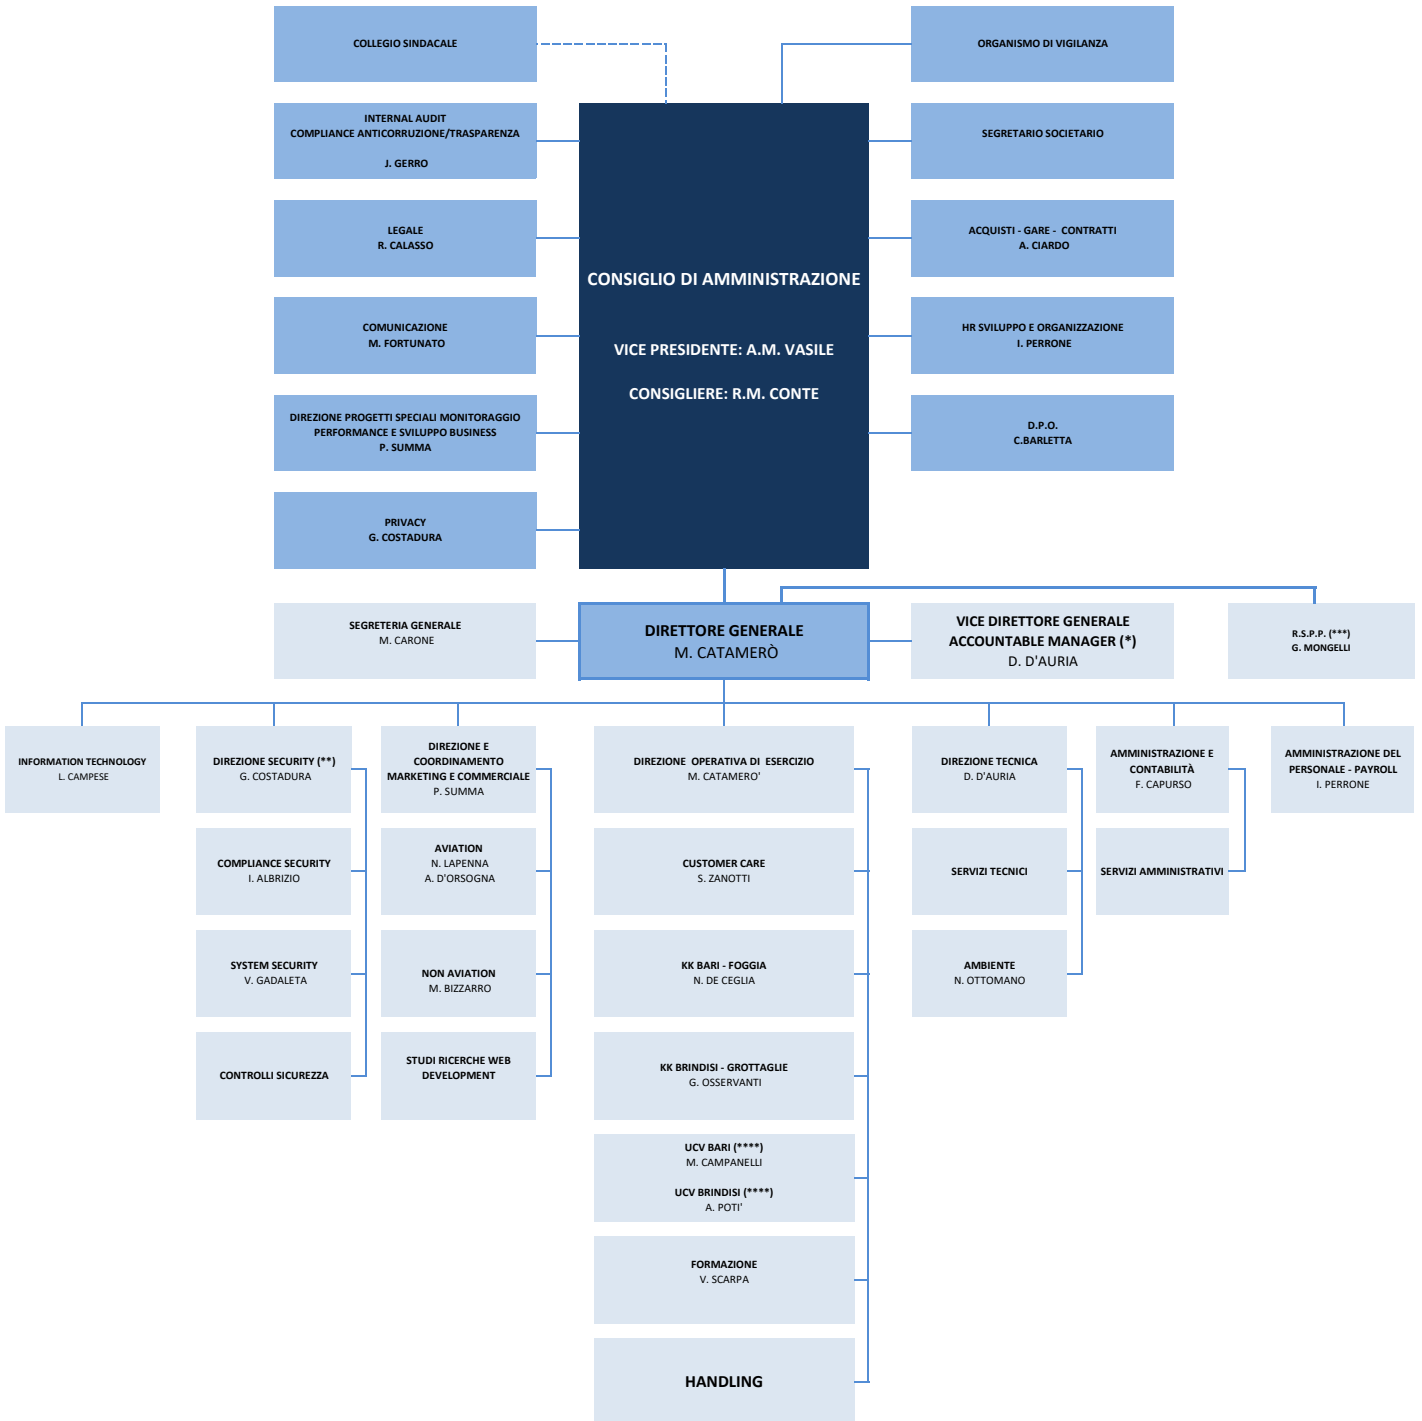 COLLEGIO SINDACALE
ORGANISMO DI VIGILANZA
INTERNAL AUDIT
COMPLIANCE ANTICORRUZIONE/TRASPARENZA
J. GERRO
SEGRETARIO SOCIETARIO
LEGALE
R. CALASSO
ACQUISTI - GARE - CONTRATTI
A. CIARDO
CONSIGLIO DI AMMINISTRAZIONE
VICE PRESIDENTE: A.M. VASILE
CONSIGLIERE: R.M. CONTE
COMUNICAZIONE
M. FORTUNATO
HR SVILUPPO E ORGANIZZAZIONE
I. PERRONE
DIREZIONE PROGETTI SPECIALI MONITORAGGIO
PERFORMANCE E SVILUPPO BUSINESS
P. SUMMA
D.P.O.
C.BARLETTA
PRIVACY
G. COSTADURA
SEGRETERIA GENERALE
M. CARONE
DIRETTORE GENERALE
M. CATAMERÒ
VICE DIRETTORE GENERALE
ACCOUNTABLE MANAGER (*)
D. D'AURIA
R.S.P.P. (***)
G. MONGELLI
INFORMATION TECHNOLOGY
L. CAMPESE
DIREZIONE SECURITY (**)
G. COSTADURA
DIREZIONE E
COORDINAMENTO
MARKETING E COMMERCIALE
P. SUMMA
DIREZIONE OPERATIVA DI ESERCIZIO
M. CATAMERO'
DIREZIONE TECNICA
D. D'AURIA
AMMINISTRAZIONE E
CONTABILITÀ
F. CAPURSO
AMMINISTRAZIONE DEL
PERSONALE - PAYROLL
I. PERRONE
COMPLIANCE SECURITY
I. ALBRIZIO
AVIATION
N. LAPENNA
A. D'ORSOGNA
CUSTOMER CARE
S. ZANOTTI
SERVIZI TECNICI
SERVIZI AMMINISTRATIVI
SYSTEM SECURITY
V. GADALETA
NON AVIATION
M. BIZZARRO
KK BARI - FOGGIA
N. DE CEGLIA
AMBIENTE
N. OTTOMANO
CONTROLLI SICUREZZA
STUDI RICERCHE WEB
DEVELOPMENT
KK BRINDISI - GROTTAGLIE
G. OSSERVANTI
UCV BARI (****)
M. CAMPANELLI
UCV BRINDISI (****)
A. POTI'
FORMAZIONE
V. SCARPA
HANDLING